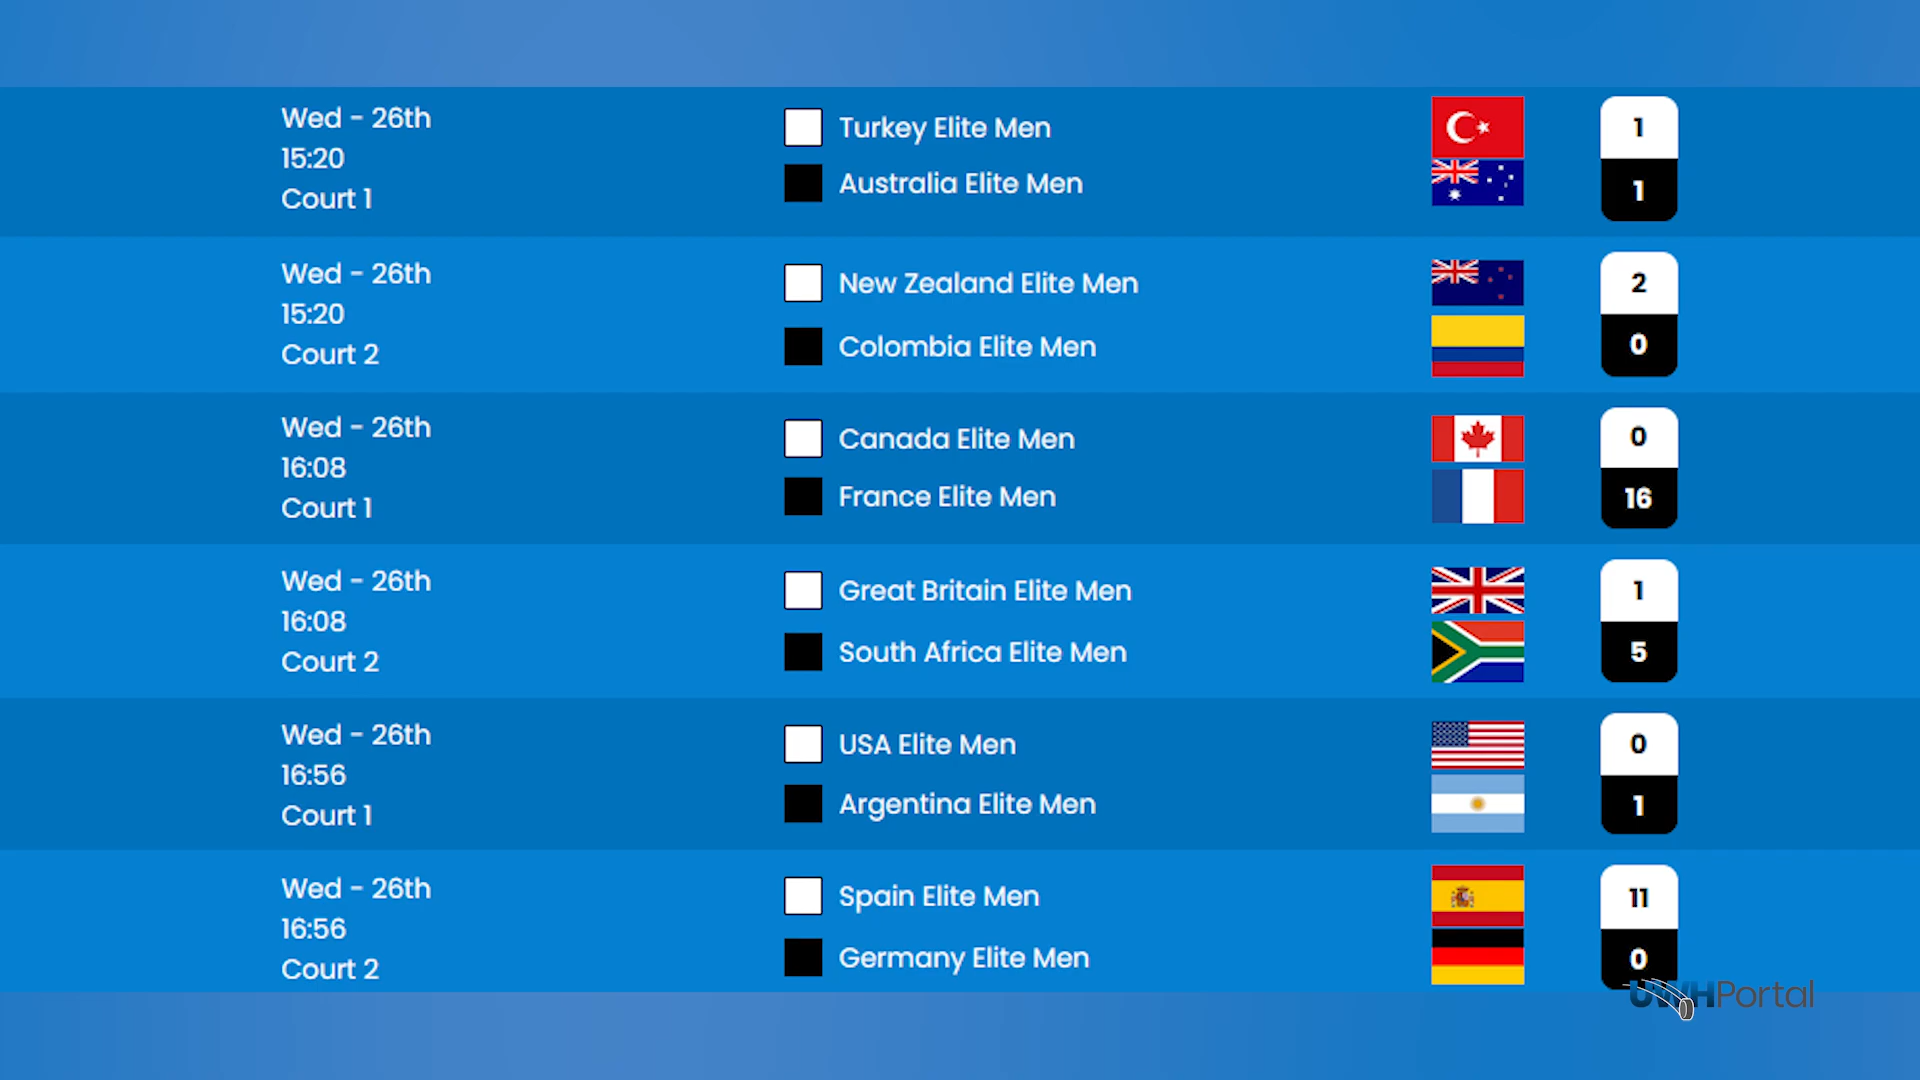 Wed - 26th
15:20
Court 1
Turkey Elite Men
Australia Elite Men
1
1
Wed - 26th
15:20
Court 2
New Zealand Elite Men
Colombia Elite Men
2
0
Wed - 26th
16:08
Court 1
Canada Elite Men
France Elite Men
0
16
Wed - 26th
16:08
Court 2
Great Britain Elite Men
South Africa Elite Men
1
5
Wed - 26th
16:56
Court 1
USA Elite Men
Argentina Elite Men
0
1
Wed - 26th
16:56
Court 2
Spain Elite Men
Germany Elite Men
11
0
UWHPortal